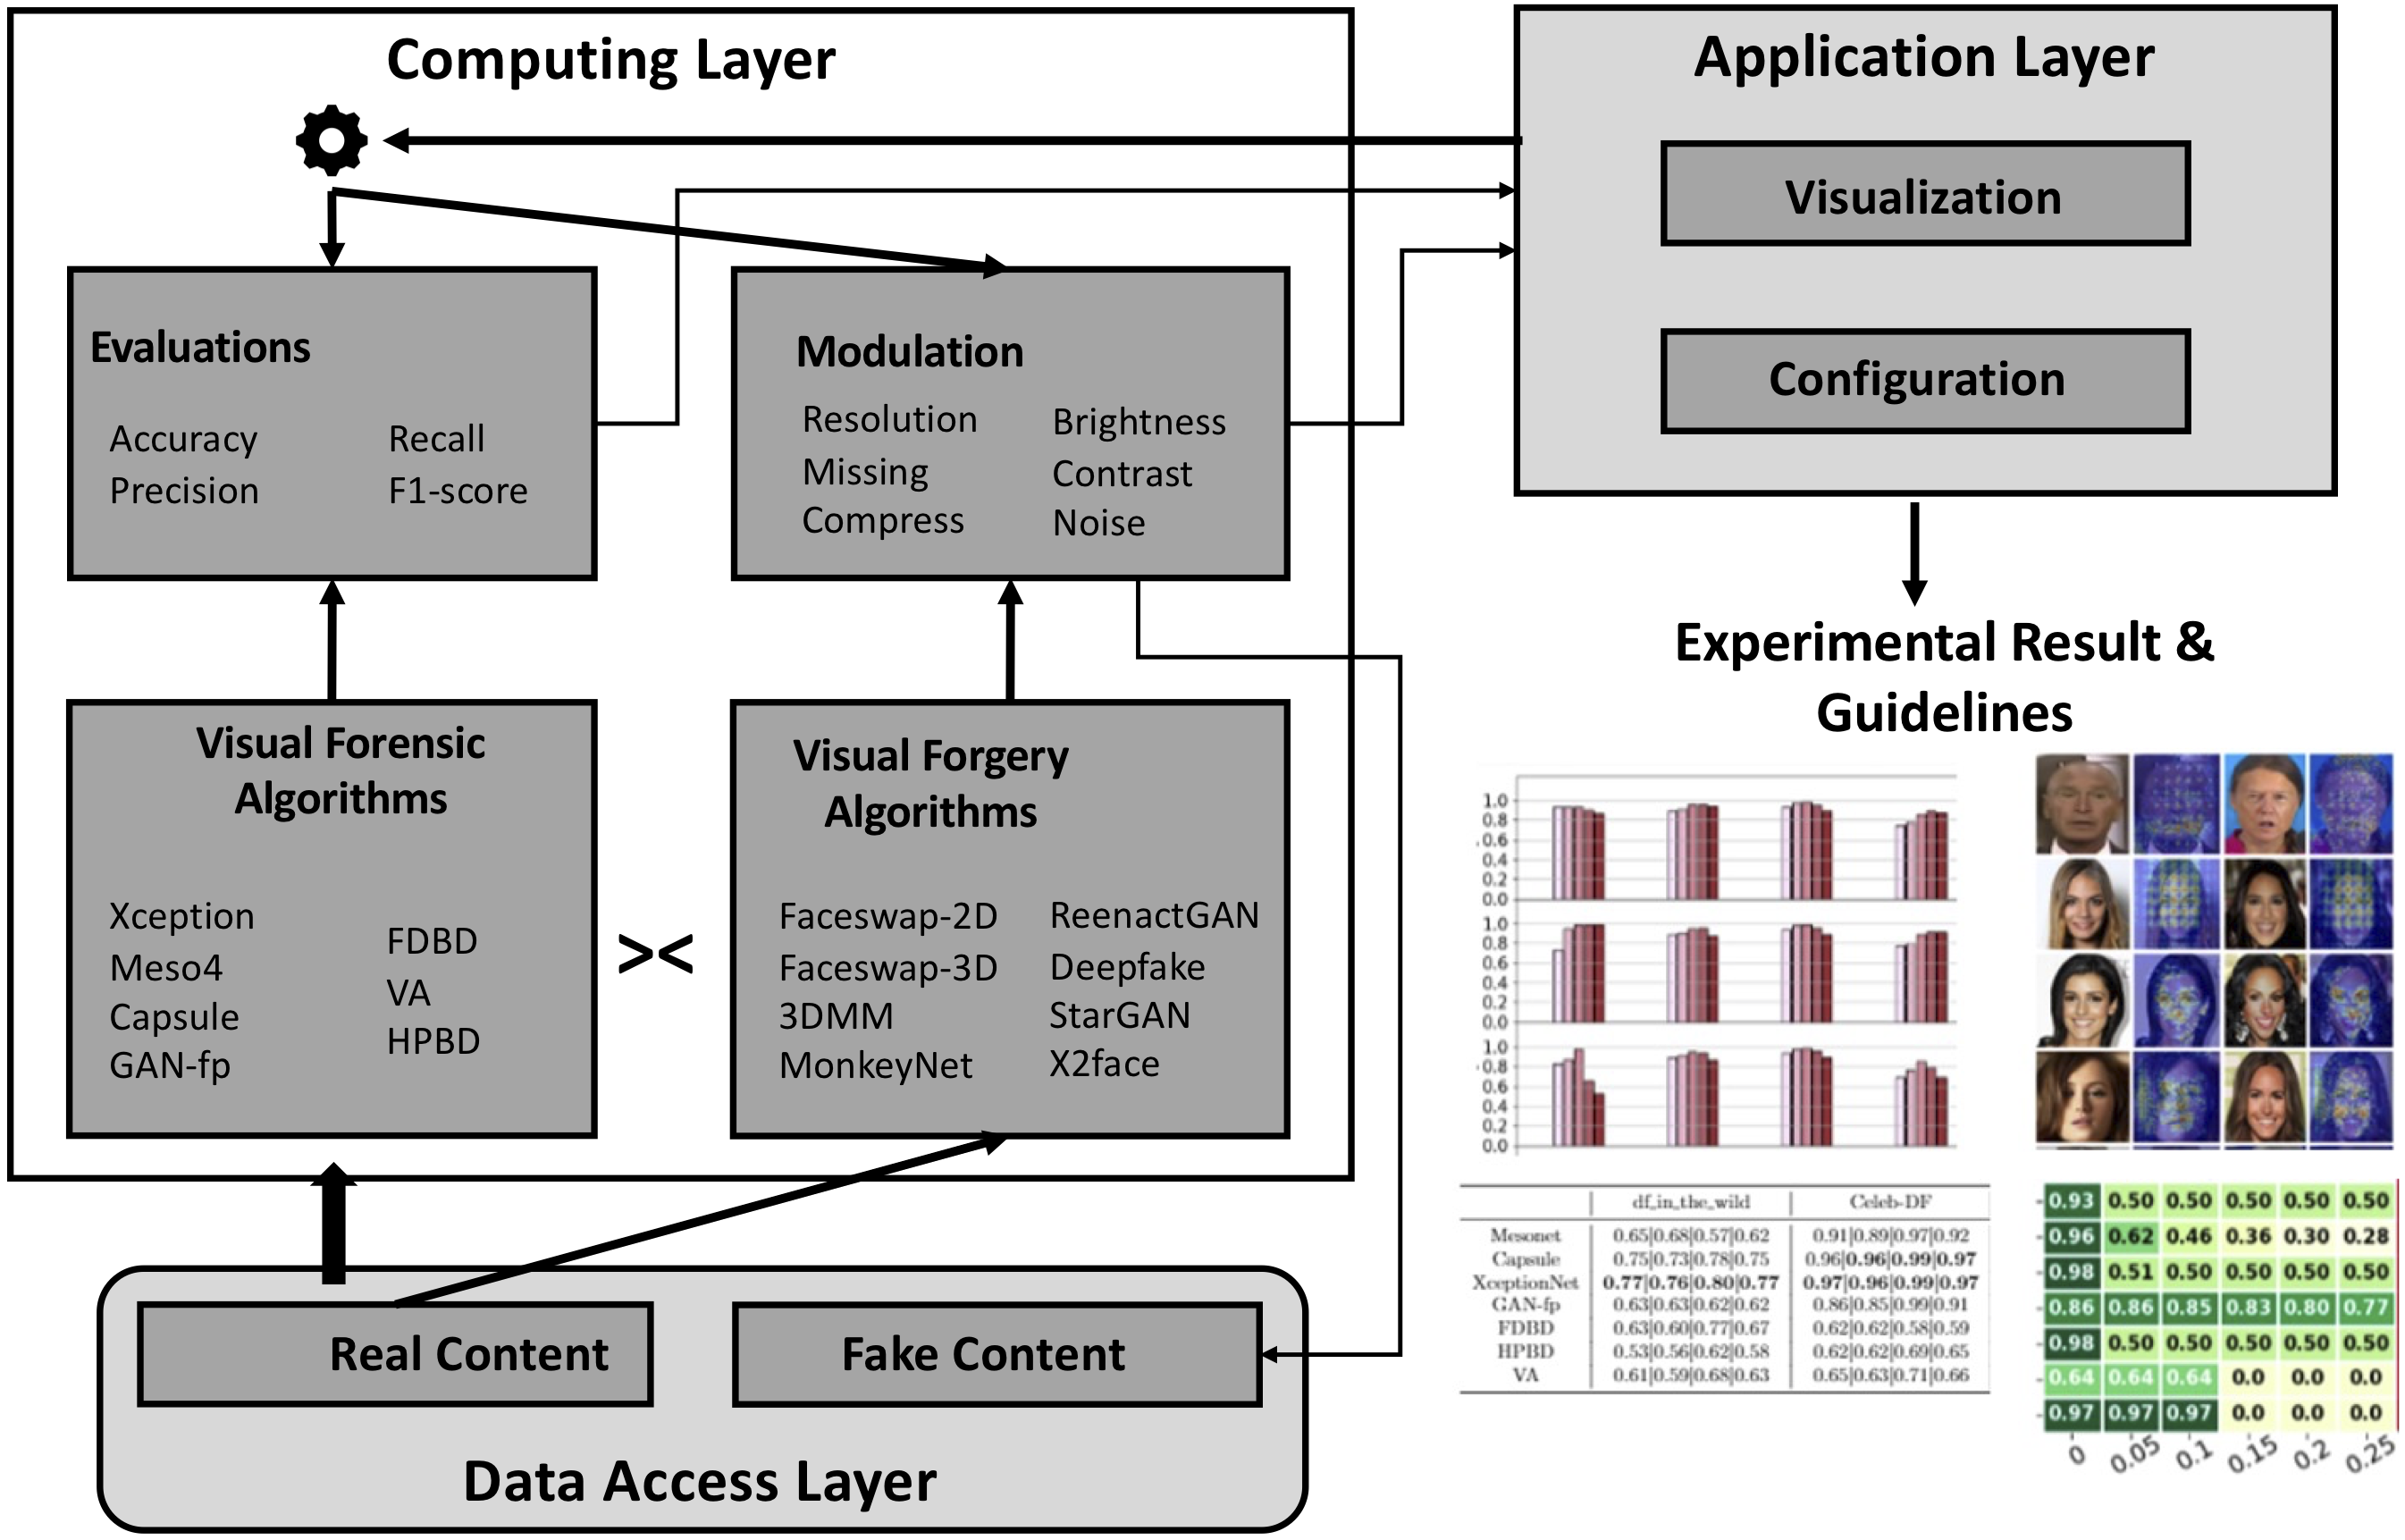 Computing Layer
Evaluations
Accuracy
Precision
Recall
F1-score
Modulation
Resolution
Missing
Compress
Brightness
Contrast
Noise
Visual Forensic
Algorithms
Xception
Meso4
Capsule
GAN-fp
FDBD
VA
HPBD
><
Visual Forgery
Algorithms
Faceswap-2D
Faceswap-3D
3DMM
MonkeyNet
ReenactGAN
Deepfake
StarGAN
X2face
Real Content
Fake Content
Data Access Layer
Application Layer
Visualization
Configuration
Experimental Result &
Guidelines
1.0
0.8
0.6
0.4
0.2
0.0
1.0
0.8
0.6
0.4
0.2
0.0
1.0
0.8
0.6
0.4
0.2
0.0
df_in_the_wild Celeb-DF
Mesonet 0.65|0.68|0.57|0.62 0.91|0.89|0.97|0.92
Capsule 0.75|0.73|0.78|0.75 0.96|0.96|0.99|0.97
XceptionNet 0.77|0.76|0.80|0.77 0.97|0.96|0.99|0.97
GAN-fp 0.63|0.63|0.62|0.62 0.86|0.85|0.99|0.91
FDBD 0.63|0.60|0.77|0.67 0.62|0.62|0.58|0.59
HPBD 0.53|0.56|0.62|0.58 0.62|0.62|0.69|0.65
VA 0.61|0.59|0.68|0.63 0.65|0.63|0.71|0.66
0.93 0.50 0.50 0.50 0.50 0.50
0.96 0.62 0.46 0.36 0.30 0.28
0.98 0.51 0.50 0.50 0.50 0.50
0.86 0.86 0.85 0.83 0.80 0.77
0.98 0.50 0.50 0.50 0.50 0.50
0.64 0.64 0.64 0.0 0.0 0.0
0.97 0.97 0.97 0.0 0.0 0.0
0 0.05 0.1 0.15 0.2 0.25